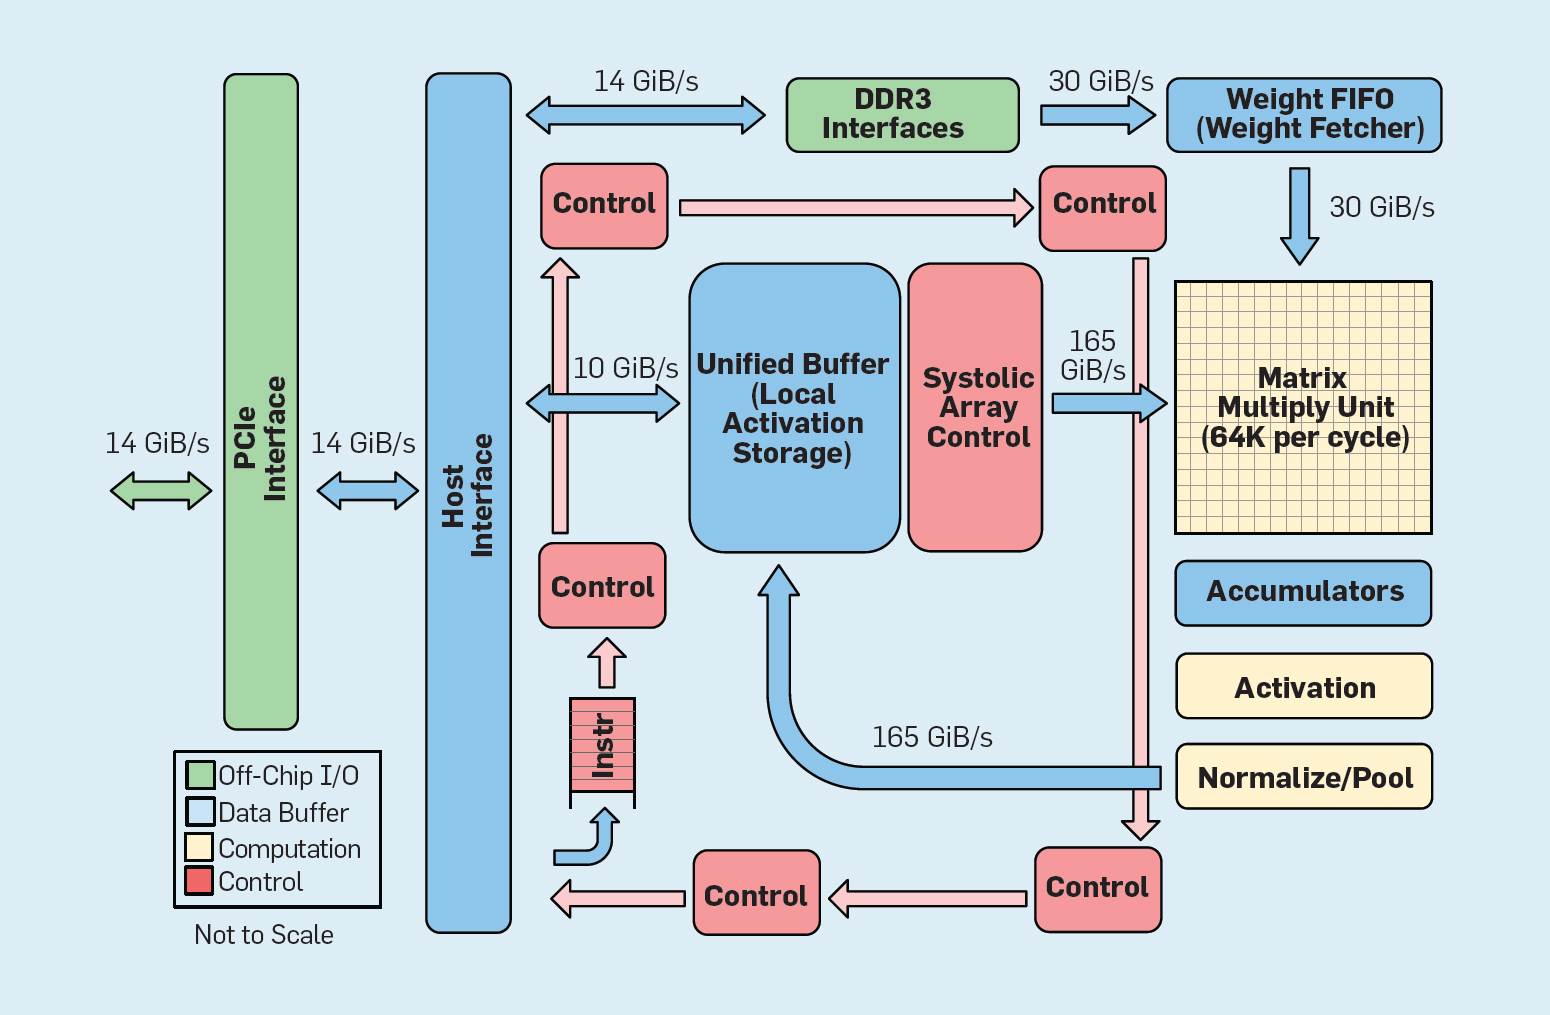 14 GiB/s
30 GiB/s
DDR3
Interfaces
Weight FIFO
(Weight Fetcher)
Control
Control
30 GiB/s
10 GiB/s
Unified Buffer
(Local
Activation
Storage)
Systolic
Array
Control
165
GiB/s
Matrix
Multiply Unit
(64K per cycle)
14 GiB/s
PCIe
Interface
14 GiB/s
Host
Interface
Control
Accumulators
Activation
Instr
165 GiB/s
Normalize/Pool
Control
Control
Off-Chip I/O
Data Buffer
Computation
Control
Not to Scale